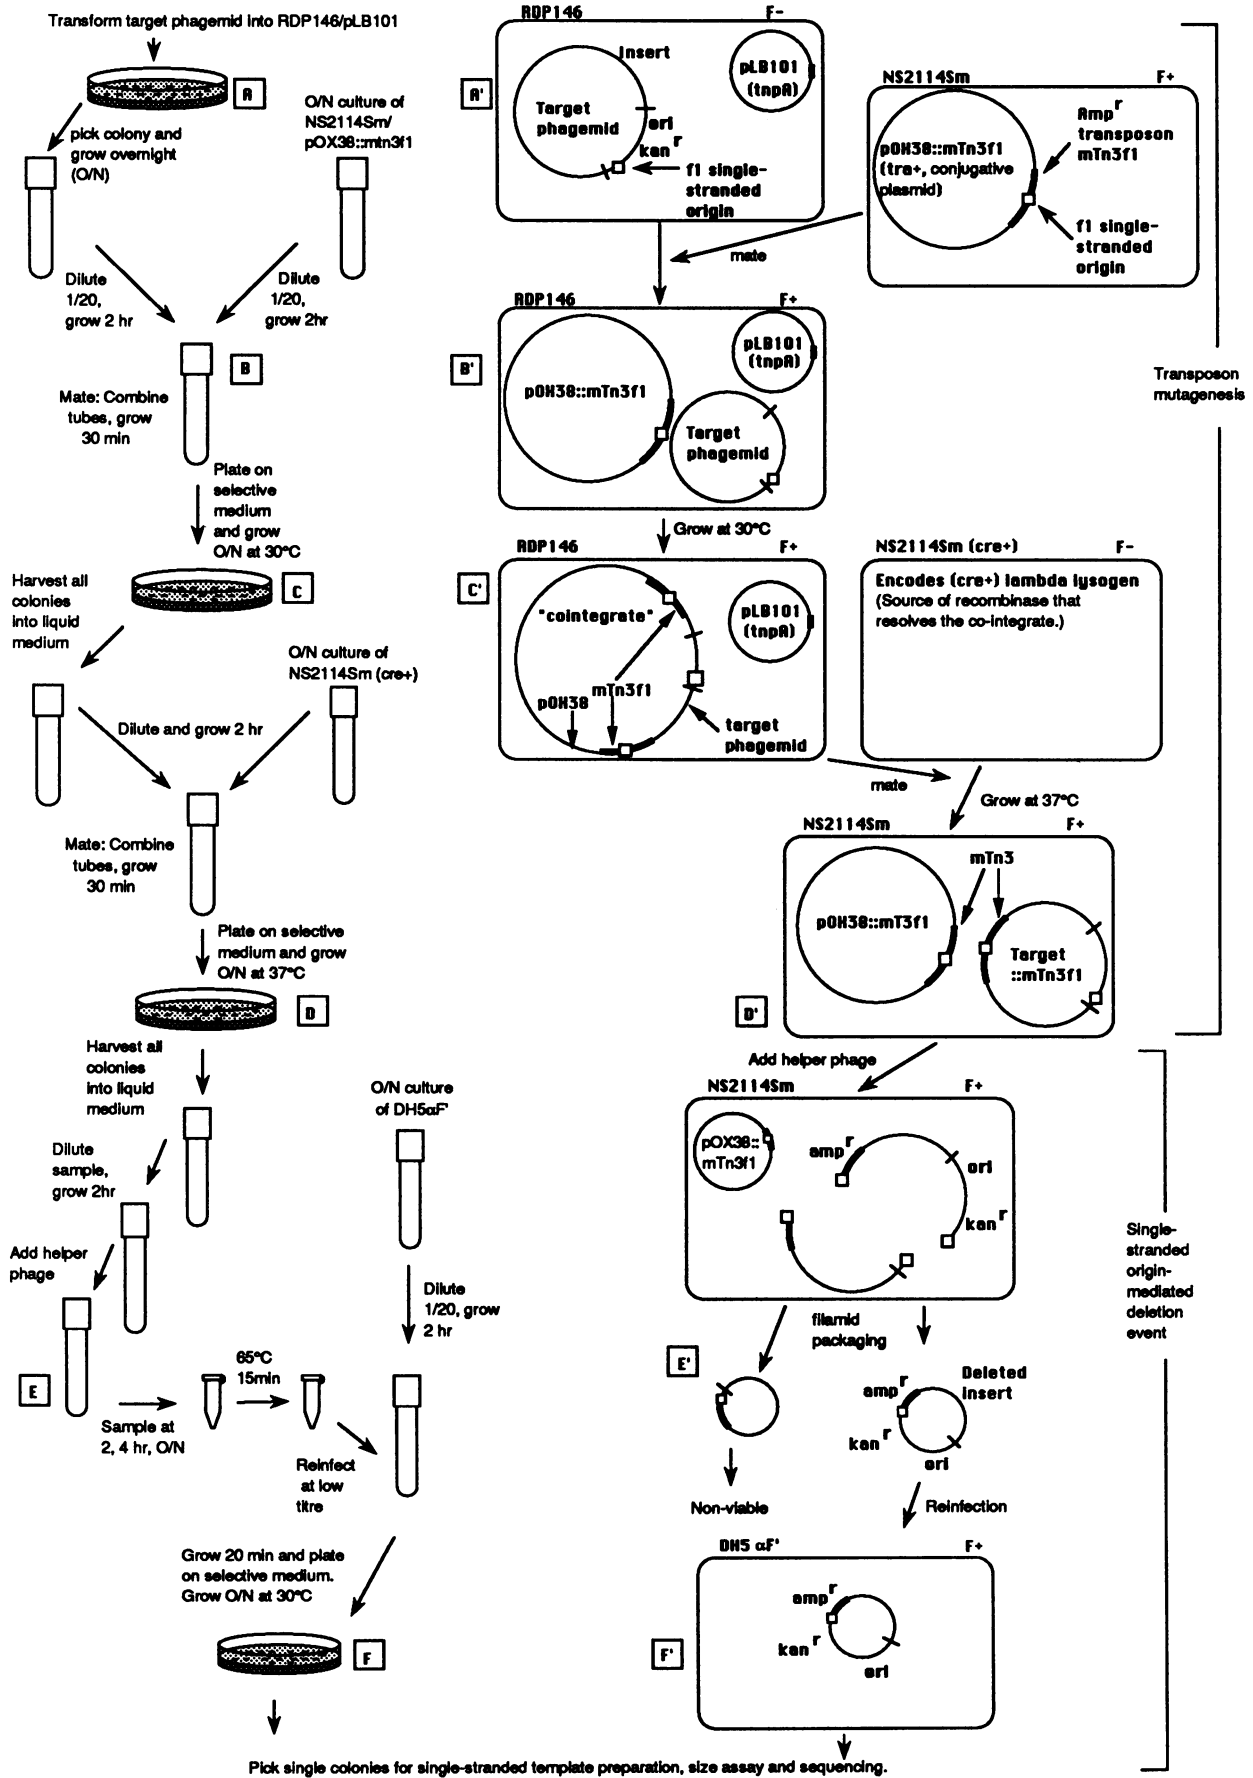 Transform target phagemid into RDP146/pLB101
A
pick colony and
grow overnight
(O/N)
O/N culture of
NS2114Sm/
pOX38::mtn3f1
Dilute
1/20,
grow 2 hr
Dilute
1/20,
grow 2hr
B
Mate: Combine
tubes, grow
30 min
Plate on
selective
medium
and grow
O/N at 30°C
C
Harvest all
colonies
into liquid
medium
O/N culture of
NS2114Sm (cre+)
Dilute and grow 2 hr
Mate: Combine
tubes, grow
30 min
Plate on selective
medium and grow
O/N at 37°C
D
Harvest all
colonies
into liquid
medium
O/N culture
of DH5αF'
Dilute
sample,
grow 2hr
Add helper
phage
Dilute
1/20, grow
2 hr
E
65°C
15min
Sample at
2, 4 hr, O/N
Reinfect
at low
titre
Grow 20 min and plate
on selective medium.
Grow O/N at 30°C
F
RDP146 F-
A'
insert
Target
phagemid
ori
kan r
f1 single-
stranded
origin
pLB101
(tnpA)
NS2114Sm F+
pOX38::mTn3f1
(tra+, conjugative
plasmid)
Amp r
transposon
mTn3f1
f1 single-
stranded
origin
mate
RDP146 F+
B'
pOX38::mTn3f1
pLB101
(tnpA)
Target
phagemid
Transposon
mutagenesis
Grow at 30°C
RDP146 F+
C'
"cointegrate"
pLB101
(tnpA)
mTn3f1
pOX38
target
phagemid
NS2114Sm (cre+) F-
Encodes (cre+) lambda lysogen
(Source of recombinase that
resolves the co-integrate.)
mate
Grow at 37°C
NS2114Sm F+
mTn3
pOX38::mT3f1
Target
::mTn3f1
D'
Add helper phage
NS2114Sm F+
pOX38::
mTn3f1
amp r
ori
kan r
Single-
stranded
origin-
mediated
deletion
event
filamid
packaging
E'
Deleted
insert
amp r
kan r
ori
Non-viable
Reinfection
DH5 αF' F+
F'
amp r
kan r
ori
Pick single colonies for single-stranded template preparation, size assay and sequencing.